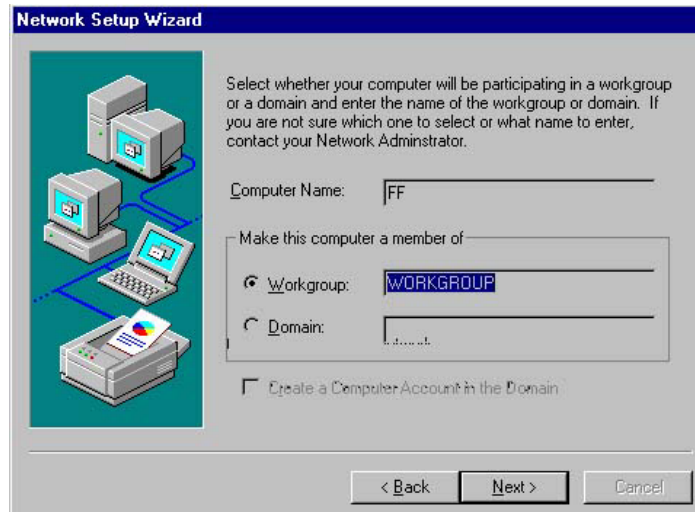 Network Setup Wizard
Select whether your computer will be participating in a workgroup
or a domain and enter the name of the workgroup or domain. If
you are not sure which one to select or what name to enter,
contact your Network Adminstrator.
Computer Name: FF
Make this computer a member of
Workgroup: WORKGROUP
Domain:
Create a Computer Account in the Domain
< Back Next > Cancel